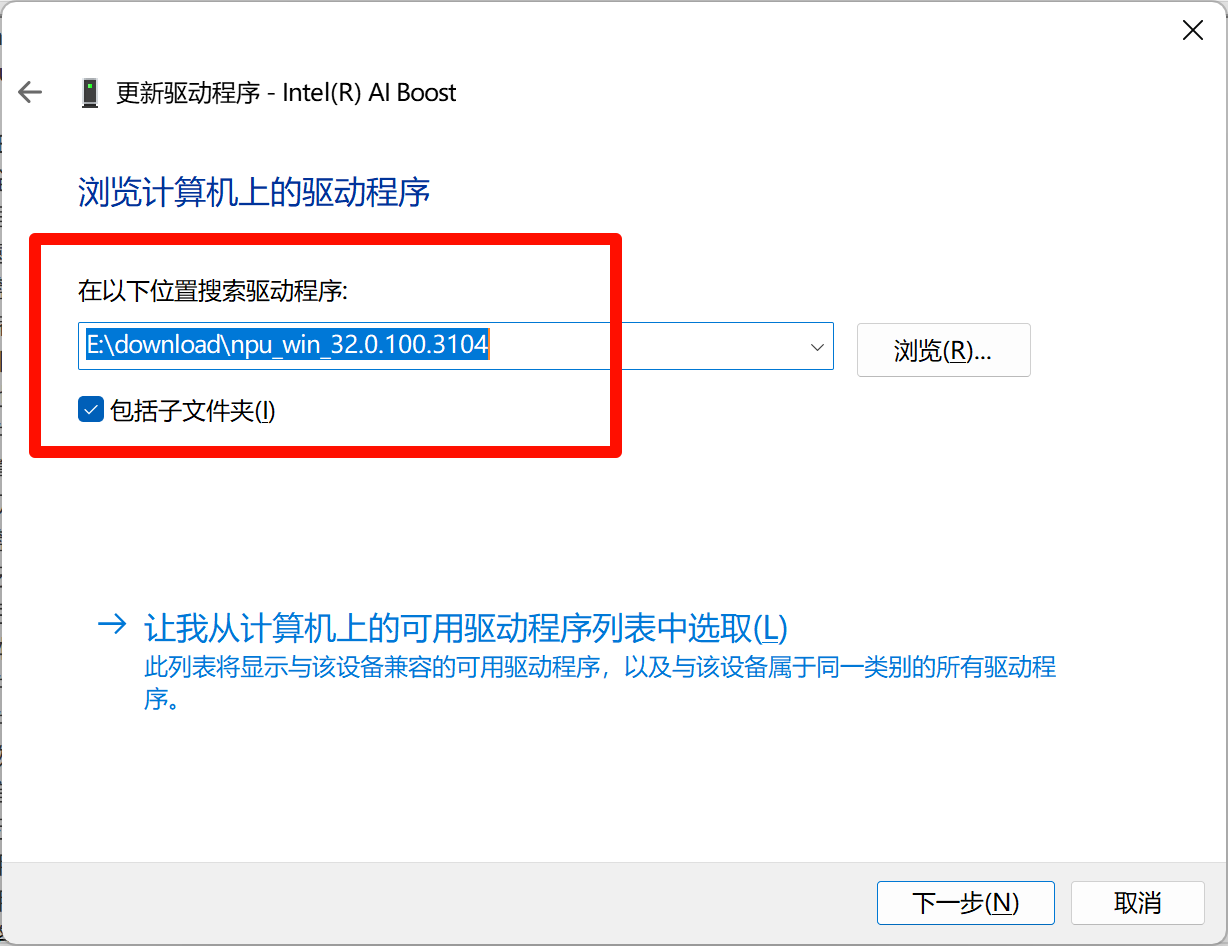 更新驱动程序 - Intel(R) AI Boost
浏览计算机上的驱动程序
在以下位置搜索驱动程序:
E:\download\npu_win_32.0.100.3104
浏览(R)...
包括子文件夹(I)
让我从计算机上的可用驱动程序列表中选取(L)
此列表将显示与该设备兼容的可用驱动程序，以及与该设备属于同一类别的所有驱动程
序。
下一步(N)
取消